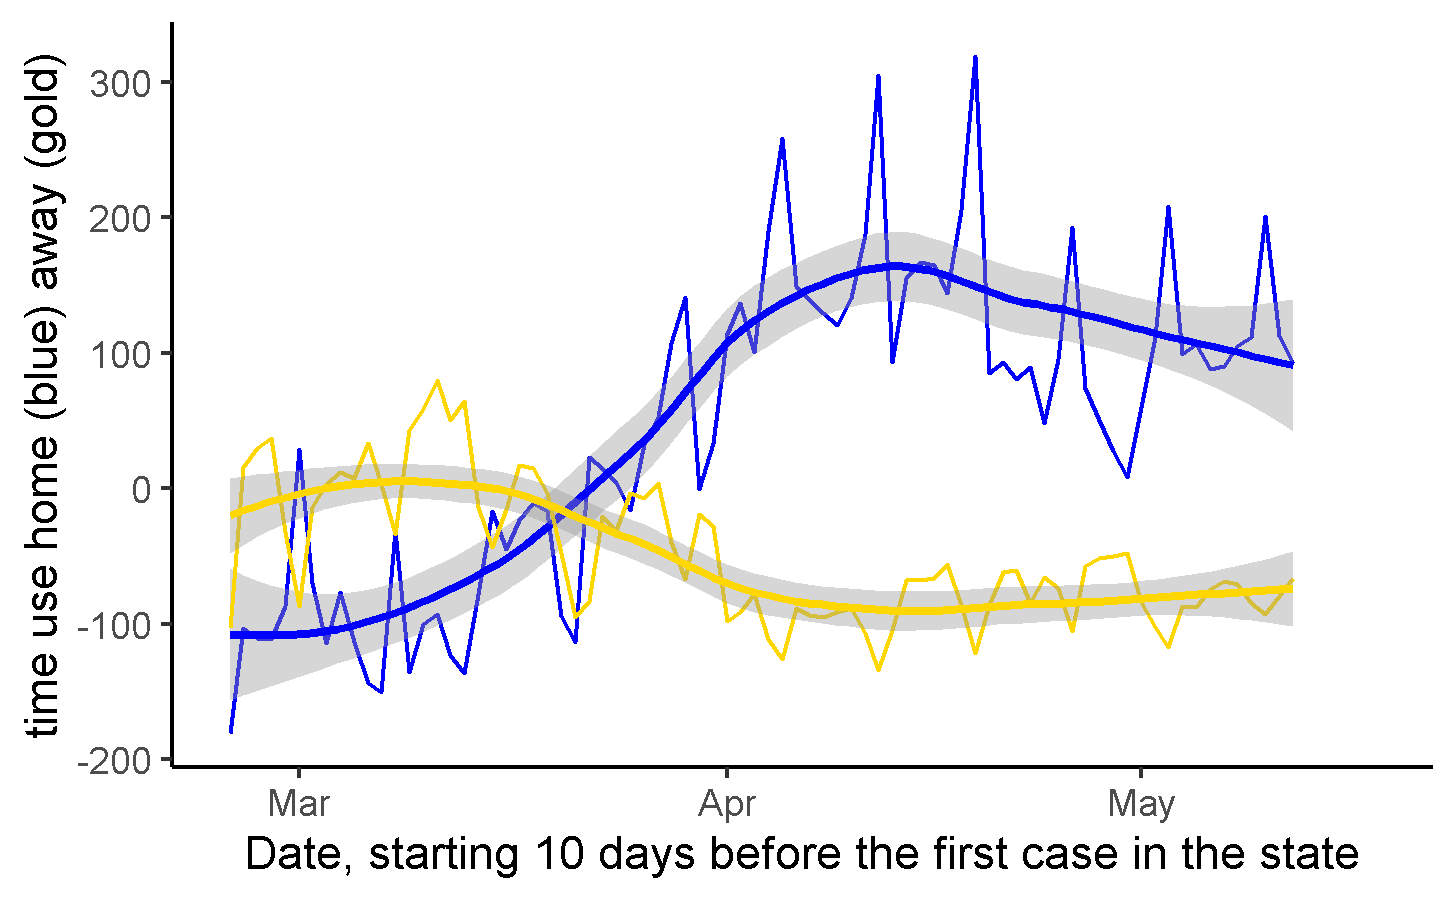 time use home (blue) away (gold)
300
200
100
0
-100
-200
Mar
Apr
May
Date, starting 10 days before the first case in the state